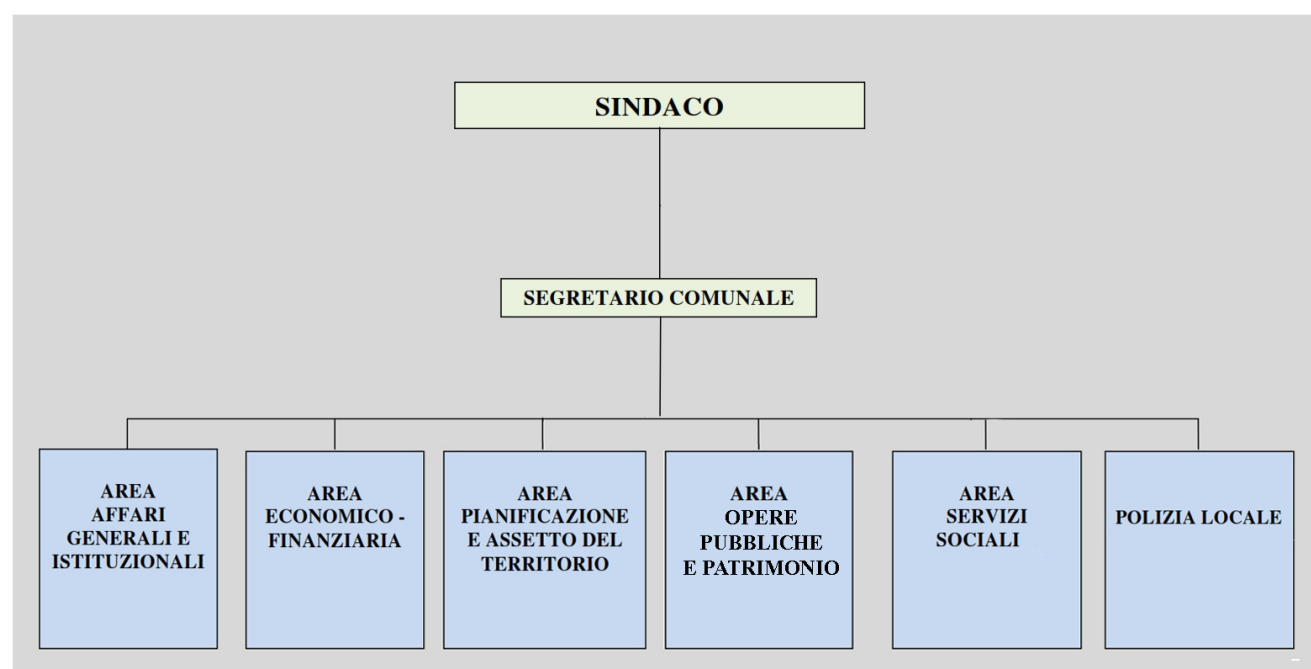 SINDACO
SEGRETARIO COMUNALE
AREA
AFFARI
GENERALI E
ISTITUZIONALI
AREA
ECONOMICO -
FINANZIARIA
AREA
PIANIFICAZIONE
E ASSETTO DEL
TERRITORIO
AREA
OPERE
PUBBLICHE
E PATRIMONIO
AREA
SERVIZI
SOCIALI
POLIZIA LOCALE